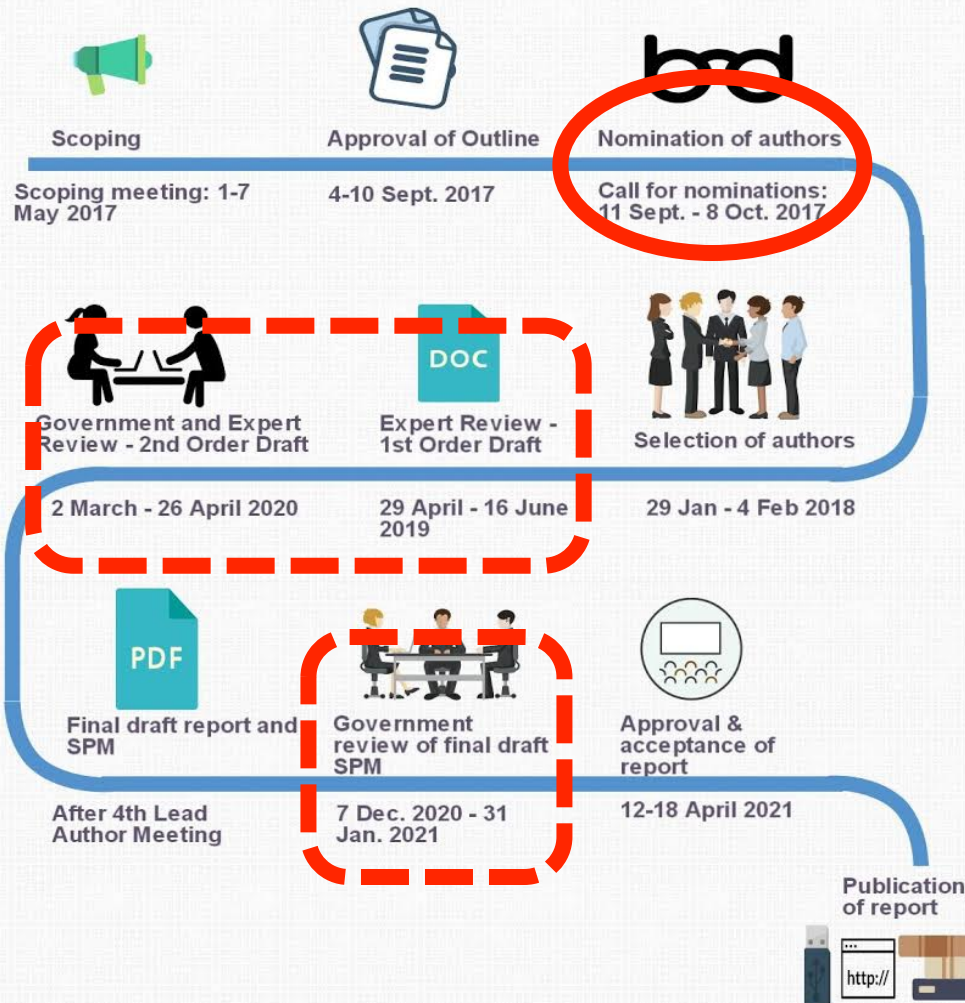 Scoping
Approval of Outline
Nomination of authors
Scoping meeting: 1-7
May 2017
4-10 Sept. 2017
Call for nominations:
11 Sept. - 8 Oct. 2017
DOC
Government and Expert
Review - 2nd Order Draft
Expert Review -
1st Order Draft
Selection of authors
2 March - 26 April 2020
29 April - 16 June
2019
29 Jan - 4 Feb 2018
PDF
Final draft report and
SPM
Government
review of final draft
SPM
Approval &
acceptance of
report
After 4th Lead
Author Meeting
7 Dec. 2020 - 31
Jan. 2021
12-18 April 2021
Publication
of report
http://